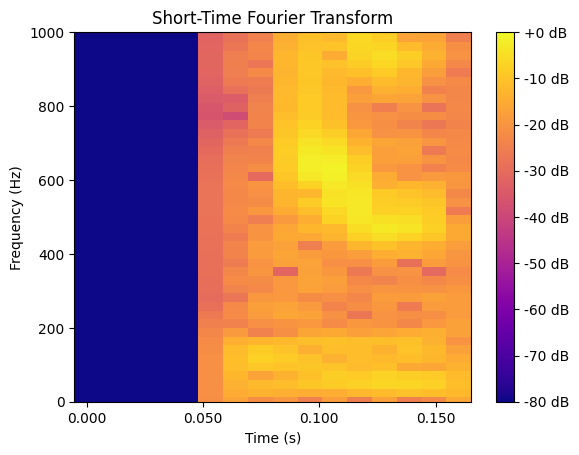 Short-Time Fourier Transform
1000
800
600
400
200
0
Frequency (Hz)
0.000
0.050
0.100
0.150
Time (s)
+0 dB
-10 dB
-20 dB
-30 dB
-40 dB
-50 dB
-60 dB
-70 dB
-80 dB